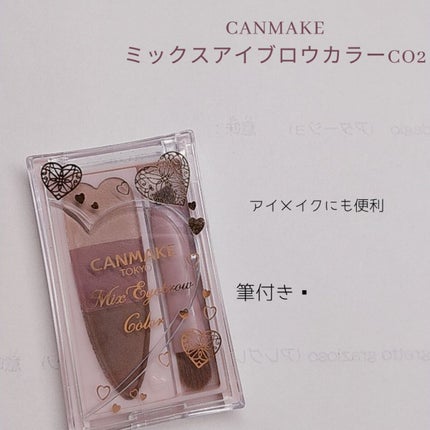 CANMAKE
ミックスアイブロウカラーC02
アイメイクにも便利
CANMAKE
TOKYO
Mix Eyebrow
Color
筆付き▪